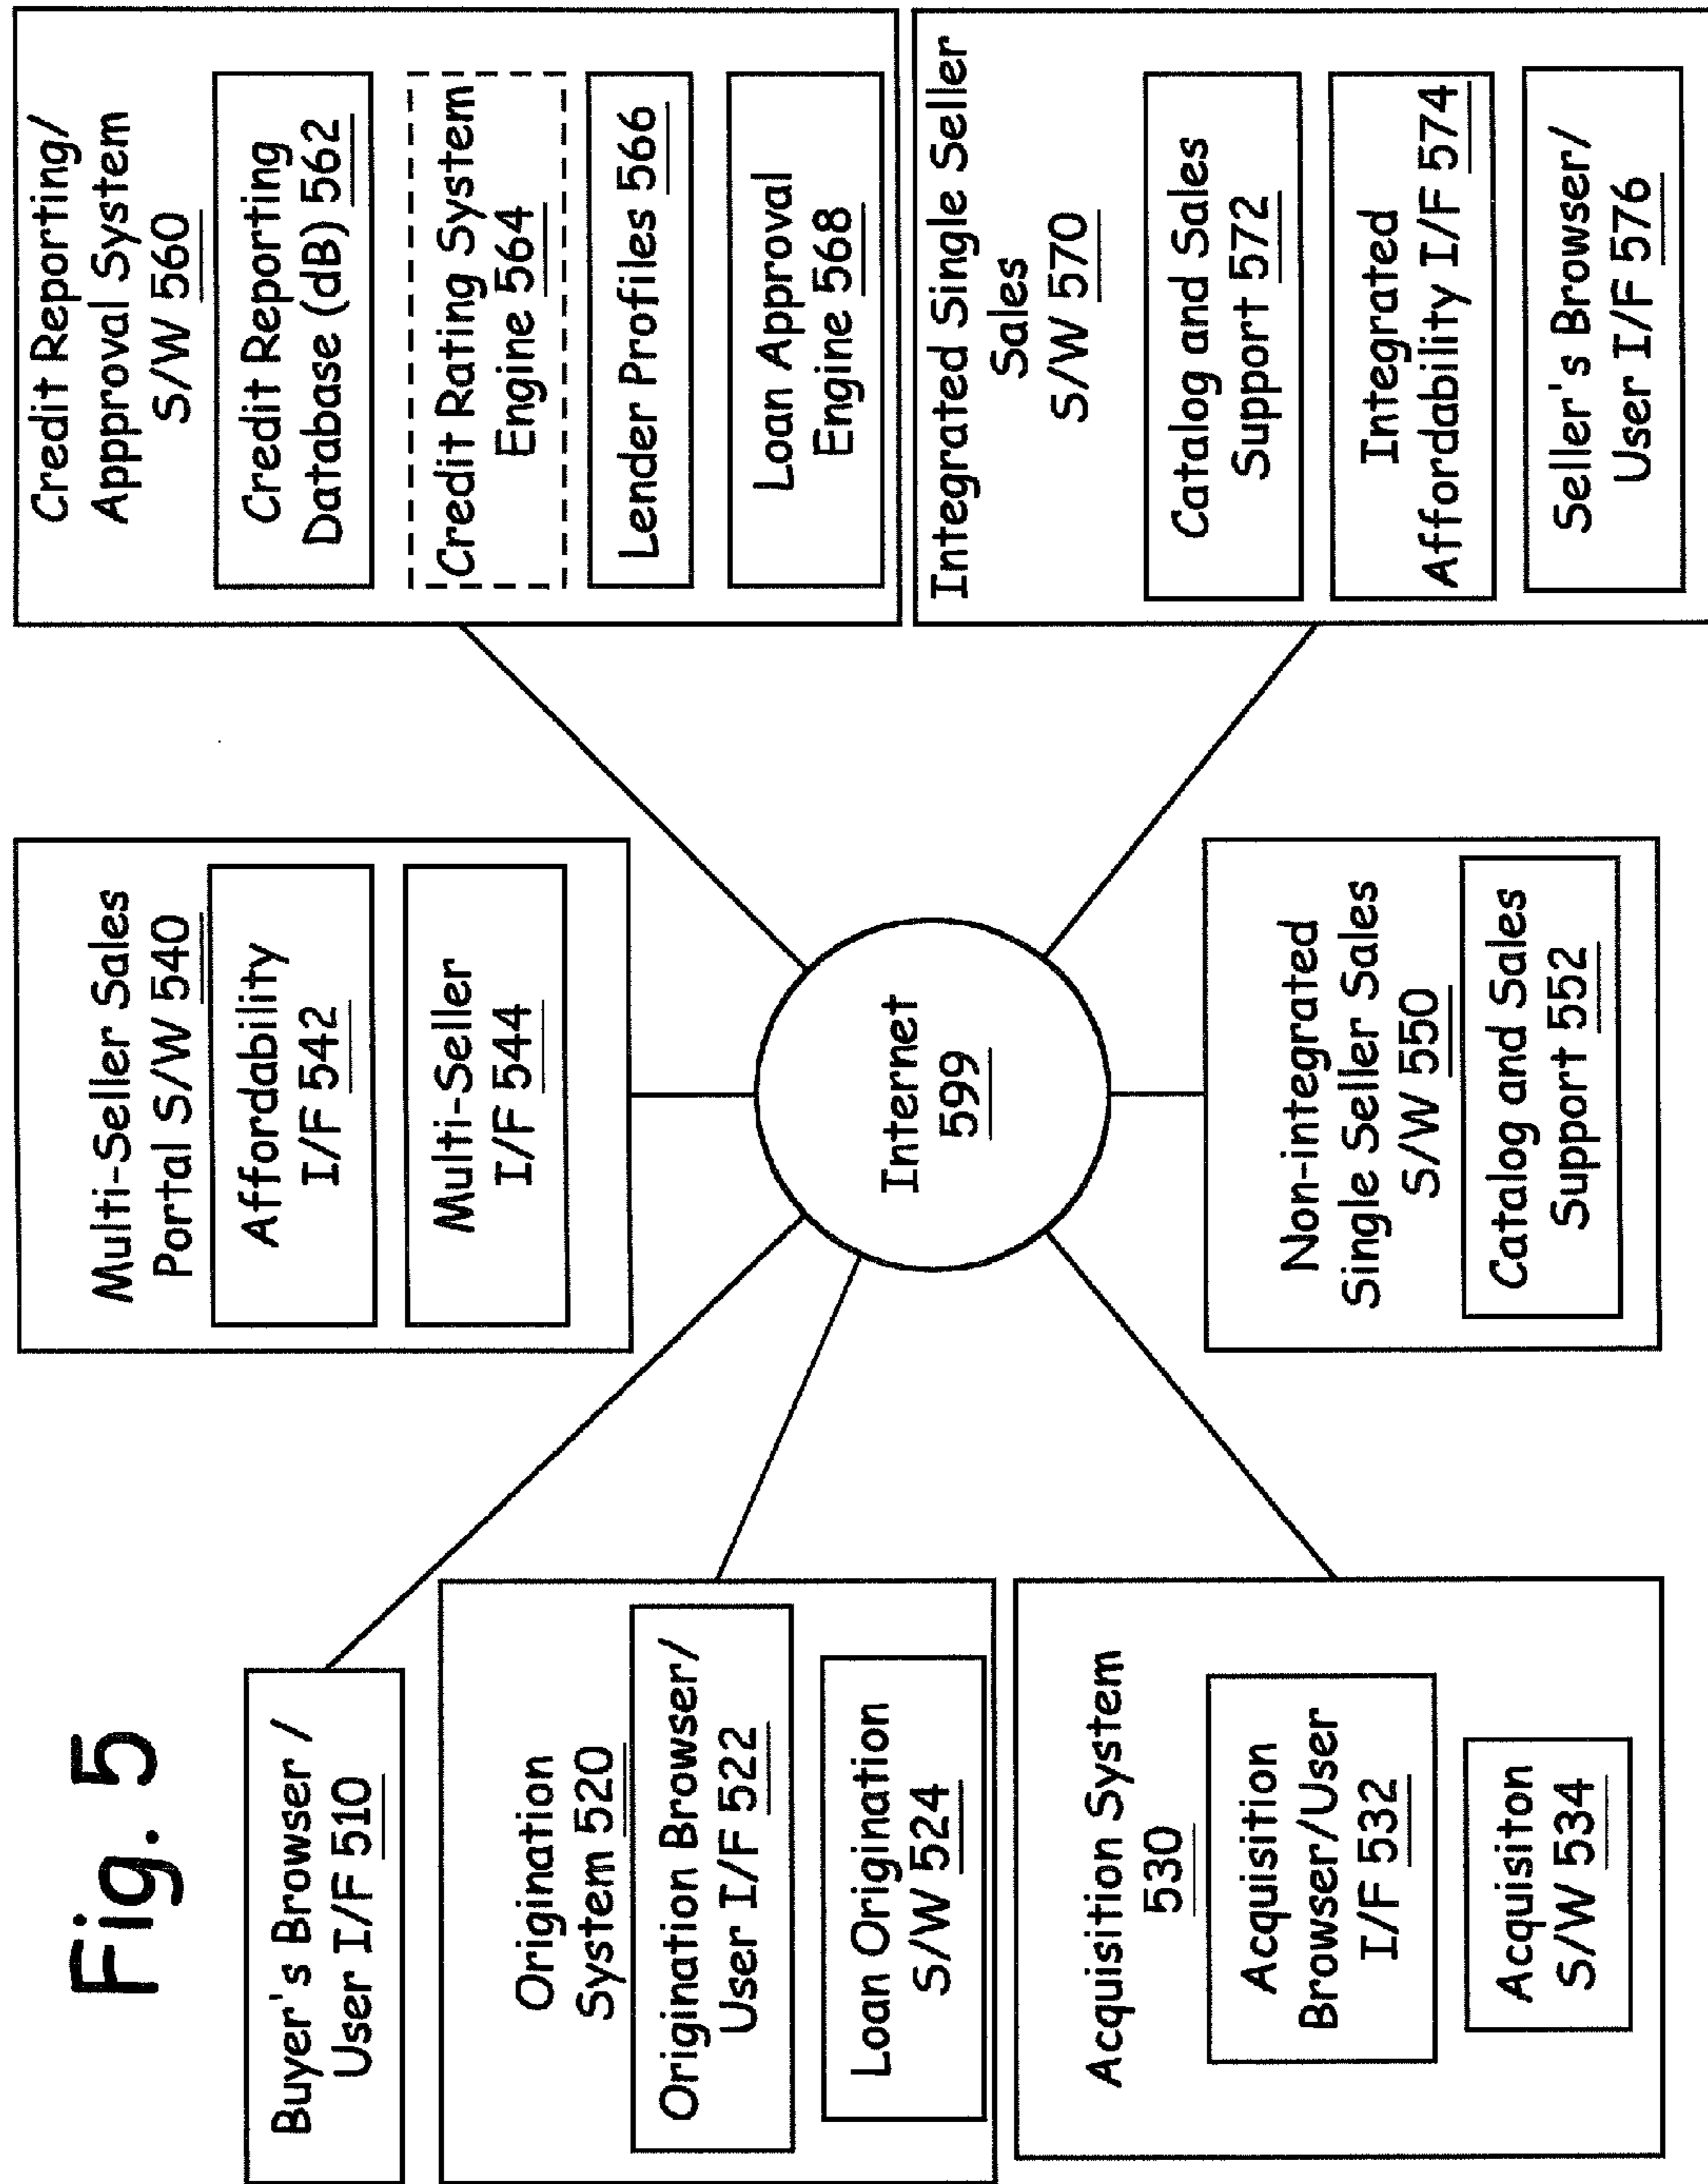 Fig. 5
Buyer's Browser /
User I/F 510
Origination
System 520
Origination Browser/
User I/F 522
Loan Origination
S/W 524
Acquisition System
530
Acquisition
Browser/User
I/F 532
Acquisiton
S/W 534
Multi-Seller Sales
Portal S/W 540
Affordability
I/F 542
Multi-Seller
I/F 544
Internet
599
Non-integrated
Single Seller Sales
S/W 550
Catalog and Sales
Support 552
Credit Reporting/
Approval System
S/W 560
Credit Reporting
Database (dB) 562
Credit Rating System
Engine 564
Lender Profiles 566
Loan Approval
Engine 568
Integrated Single Seller
Sales
S/W 570
Catalog and Sales
Support 572
Integrated
Affordability I/F 574
Seller's Browser/
User I/F 576